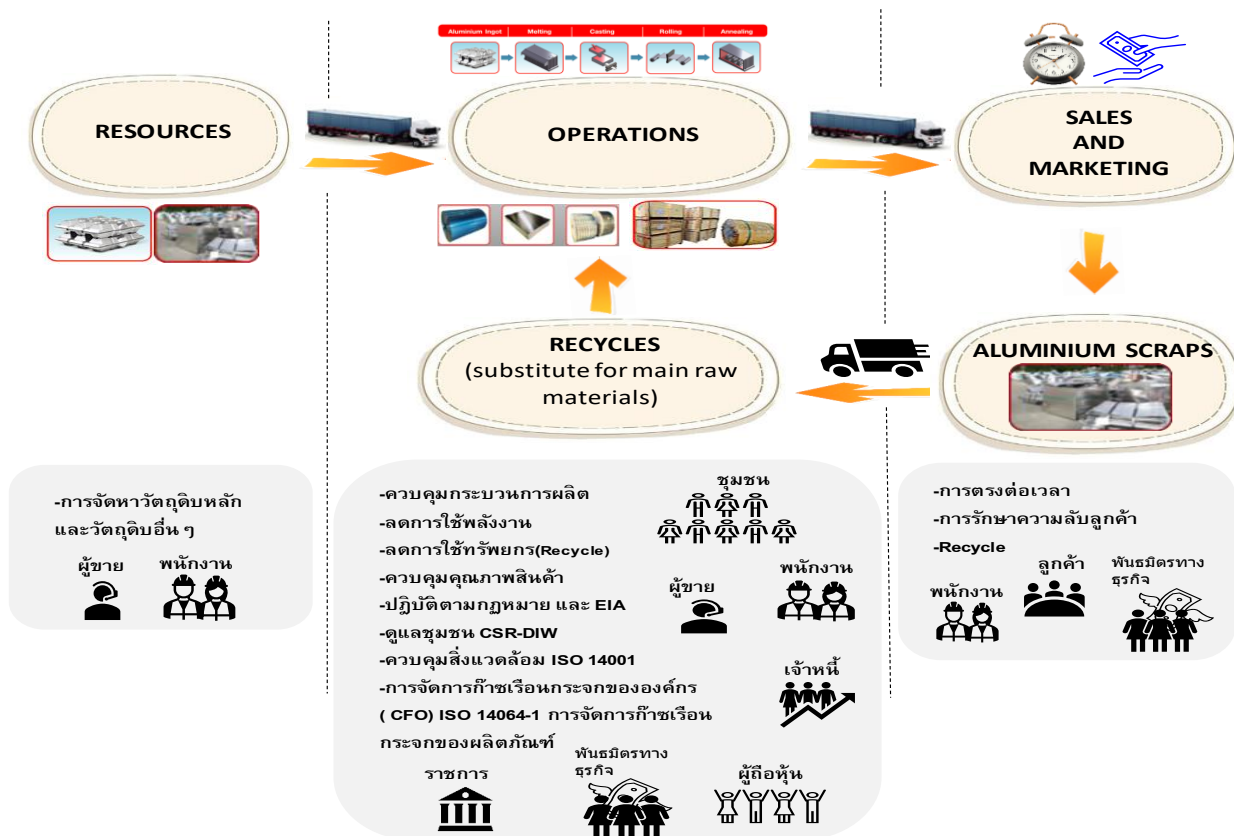 Aluminium Ingot Melting Casting Rolling Annealing
RESOURCES
OPERATIONS
SALES
AND
MARKETING
RECYCLES
(substitute for main raw
materials)
ALUMINIUM SCRAPS
-การจัดหาวัตถุดิบหลัก
และวัตถุดิบอื่น ๆ
ผู้ขาย
พนักงาน
-ควบคุมกระบวนการผลิต
-ลดการใช้พลังงาน
-ลดการใช้ทรัพยกร(Recycle)
-ควบคุมคุณภาพสินค้า
-ปฎิบัติตามกฎหมาย และ EIA
-ดูแลชุมชน CSR-DIW
-ควบคุมสิ่งแวดล้อม ISO 14001
-การจัดการก๊าซเรือนกระจกขององค์กร
( CFO) ISO 14064-1 การจัดการก๊าซเรือน
กระจกของผลิตภัณฑ์
ชุมชน
ผู้ขาย
พนักงาน
เจ้าหนี้
ราชการ
พันธมิตรทาง
ธุรกิจ
ผู้ถือหุ้น
-การตรงต่อเวลา
-การรักษาความลับลูกค้า
-Recycle
พนักงาน
ลูกค้า
พันธมิตรทาง
ธุรกิจ